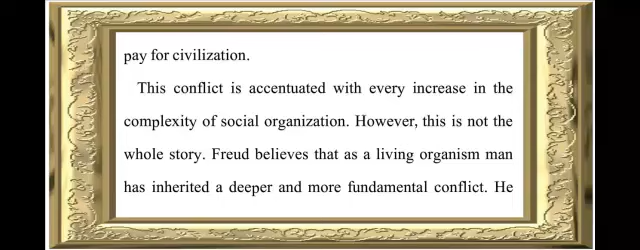 pay for civilization.
This conflict is accentuated with every increase in the
complexity of social organization. However, this is not the
whole story. Freud believes that as a living organism man
has inherited a deeper and more fundamental conflict. He